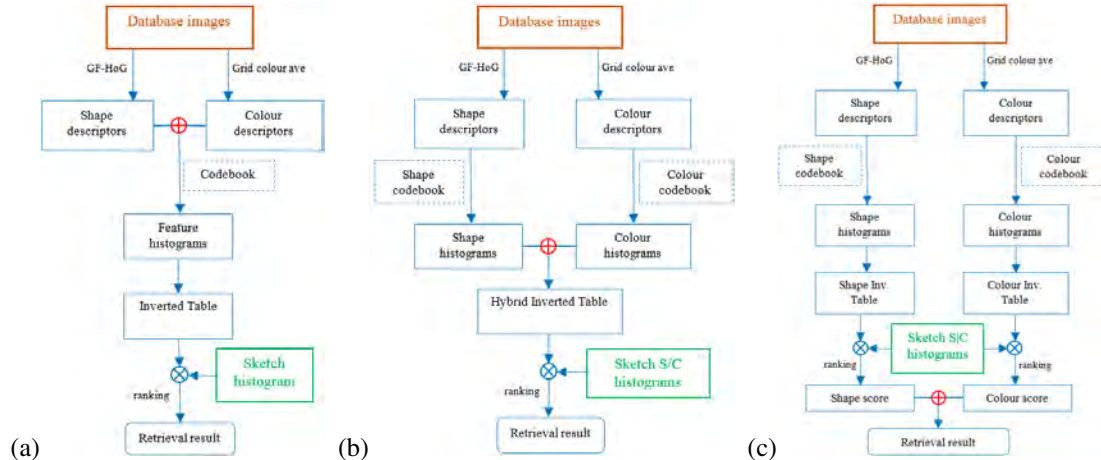 Database images
GF-HoG
Grid colour ave
Shape
descriptors
Colour
descriptors
Codebook
Feature
histograms
Inverted Table
Sketch
histogram
ranking
Retrieval result
(a)
Database images
GF-HoG
Grid colour ave
Shape
descriptors
Colour
descriptors
Shape
codebook
Colour
codebook
Shape
histograms
Colour
histograms
Hybrid Inverted Table
Sketch S/C
histograms
ranking
Retrieval result
(b)
Database images
GF-HoG
Grid colour ave
Shape
descriptors
Colour
descriptors
Shape
codebook
Colour
codebook
Shape
histograms
Colour
histograms
Shape Inv.
Table
Colour Inv.
Table
Sketch S/C
histograms
ranking
ranking
Shape score
Colour score
Retrieval result
(c)